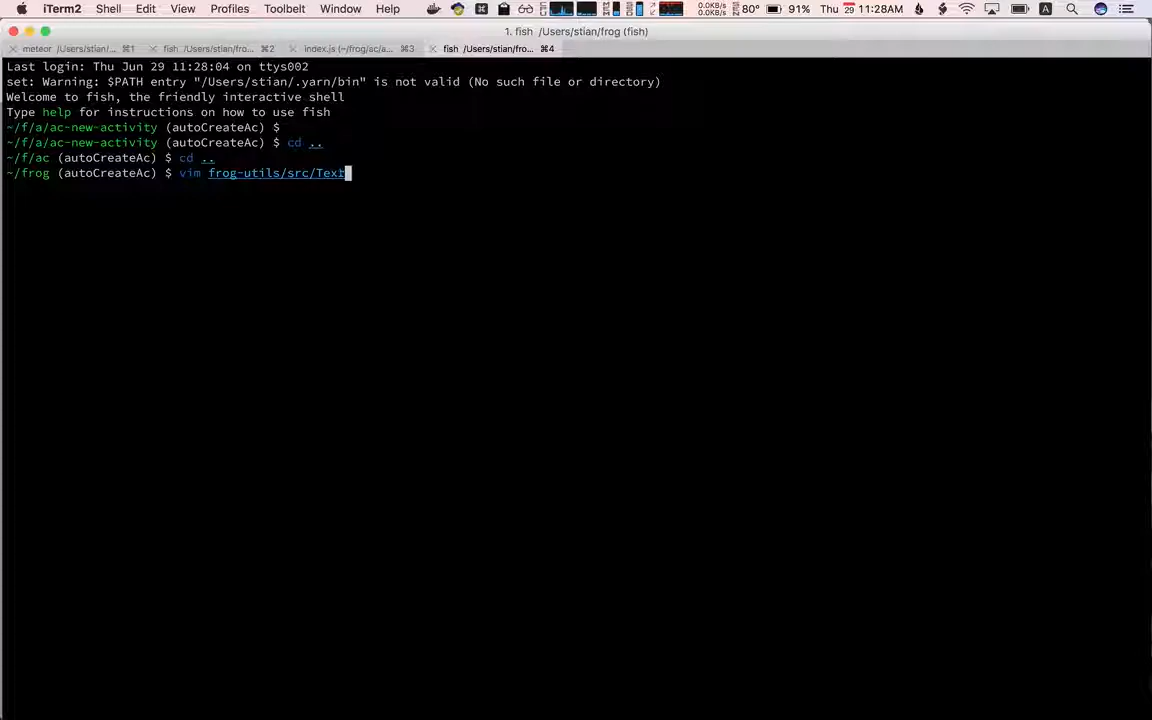 iTerm2 Shell Edit View Profiles Toolbelt Window Help 0.0KB/s 0.0KB/s 80° 91% Thu 29 11:28AM
1. fish /Users/stian/frog (fish)
meteor /Users/stian/... ⌘1 fish /Users/stian/fro... ⌘2 index.js (~/frog/ac/a... ⌘3 fish /Users/stian/fro... ⌘4
Last login: Thu Jun 29 11:28:04 on ttys002
set: Warning: $PATH entry "/Users/stian/.yarn/bin" is not valid (No such file or directory)
Welcome to fish, the friendly interactive shell
Type help for instructions on how to use fish
~/f/a/ac-new-activity (autoCreateAc) $
~/f/a/ac-new-activity (autoCreateAc) $ cd ..
~/f/ac (autoCreateAc) $ cd ..
~/frog (autoCreateAc) $ vim frog-utils/src/Text